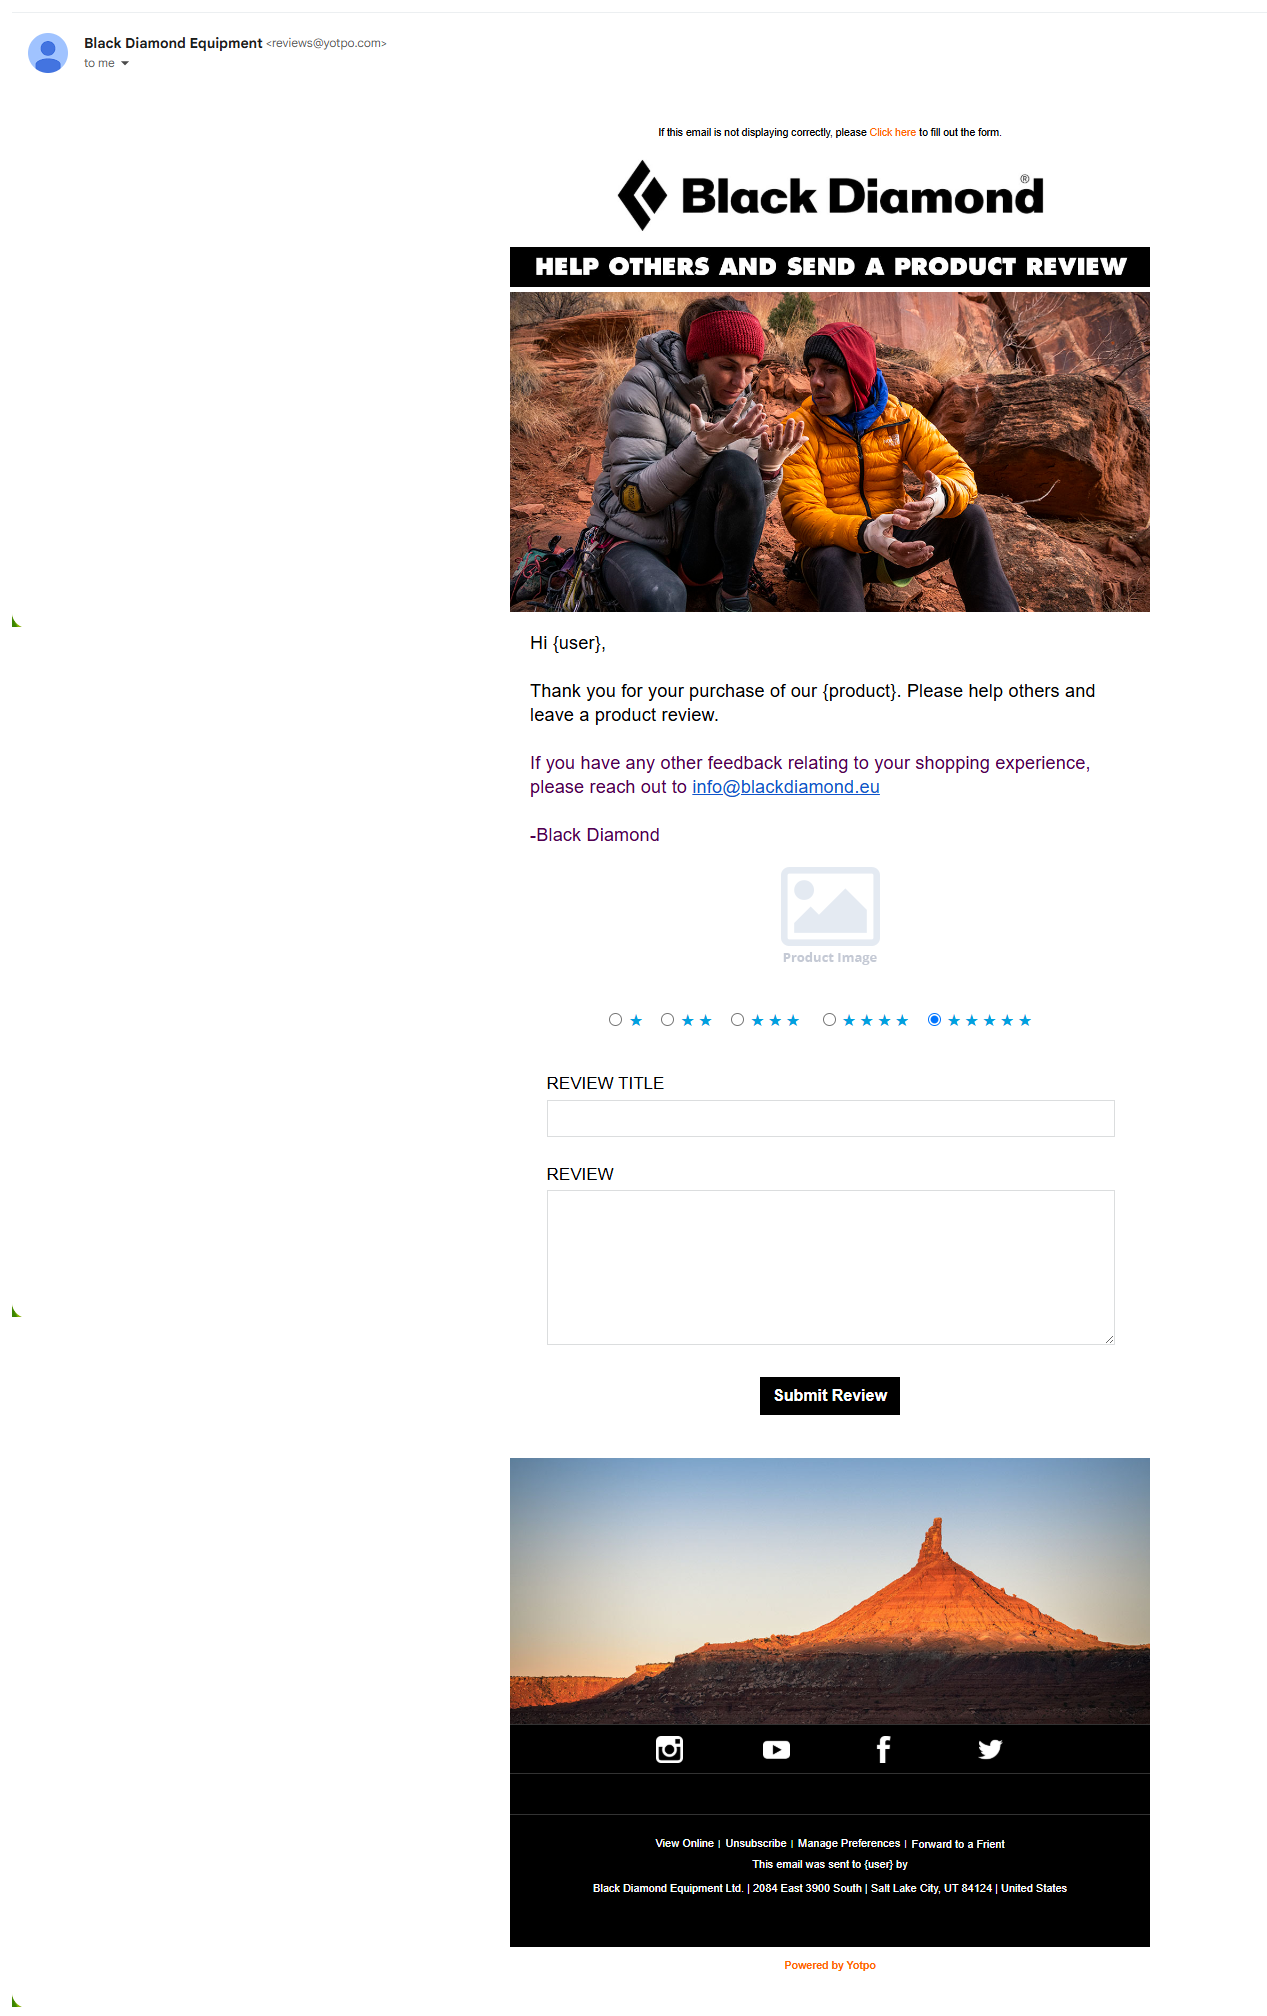 Black Diamond Equipment <reviews@yotpo.com>
to me
If this email is not displaying correctly, please Click here to fill out the form.
Black Diamond®
HELP OTHERS AND SEND A PRODUCT REVIEW
Hi {user},
Thank you for your purchase of our {product}. Please help others and
leave a product review.
If you have any other feedback relating to your shopping experience,
please reach out to info@blackdiamond.eu
-Black Diamond
Product Image
REVIEW TITLE
REVIEW
Submit Review
View Online | Unsubscribe | Manage Preferences | Forward to a Frient
This email was sent to {user} by
Black Diamond Equipment Ltd. | 2084 East 3900 South | Salt Lake City, UT 84124 | United States
Powered by Yotpo